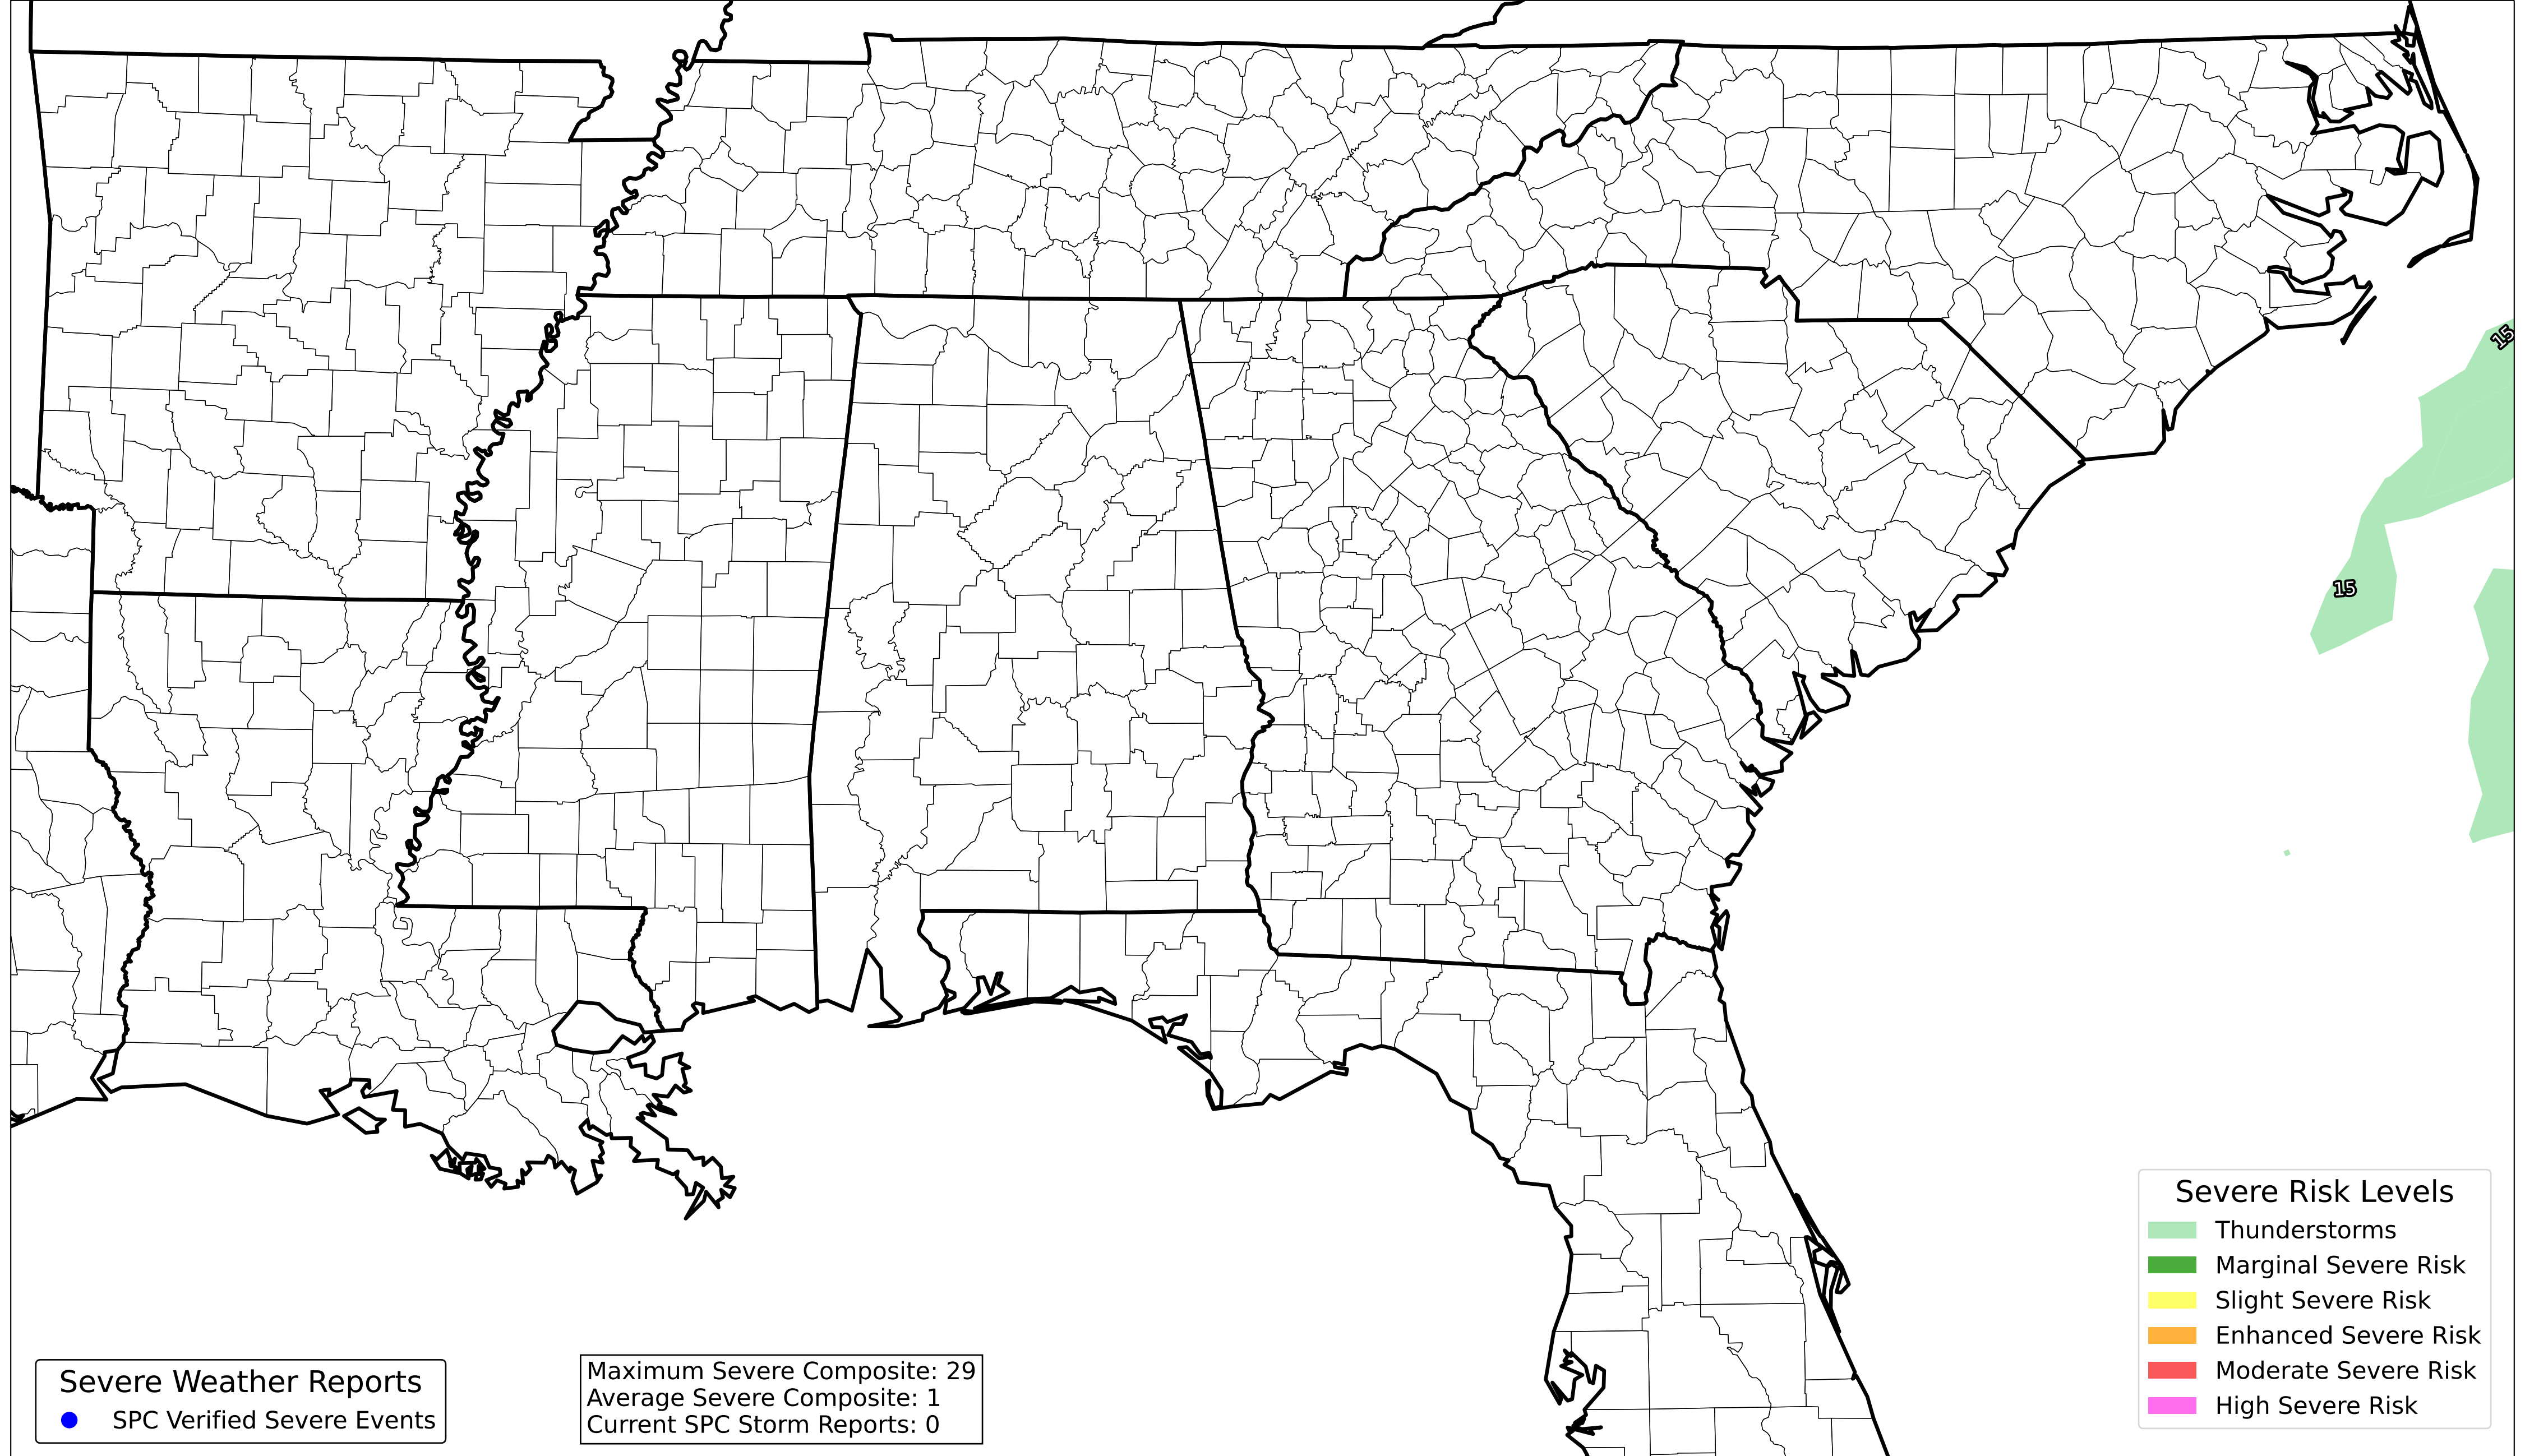 15
15
Severe Risk Levels
Thunderstorms
Marginal Severe Risk
Slight Severe Risk
Enhanced Severe Risk
Moderate Severe Risk
High Severe Risk
Severe Weather Reports
SPC Verified Severe Events
Maximum Severe Composite: 29
Average Severe Composite: 1
Current SPC Storm Reports: 0